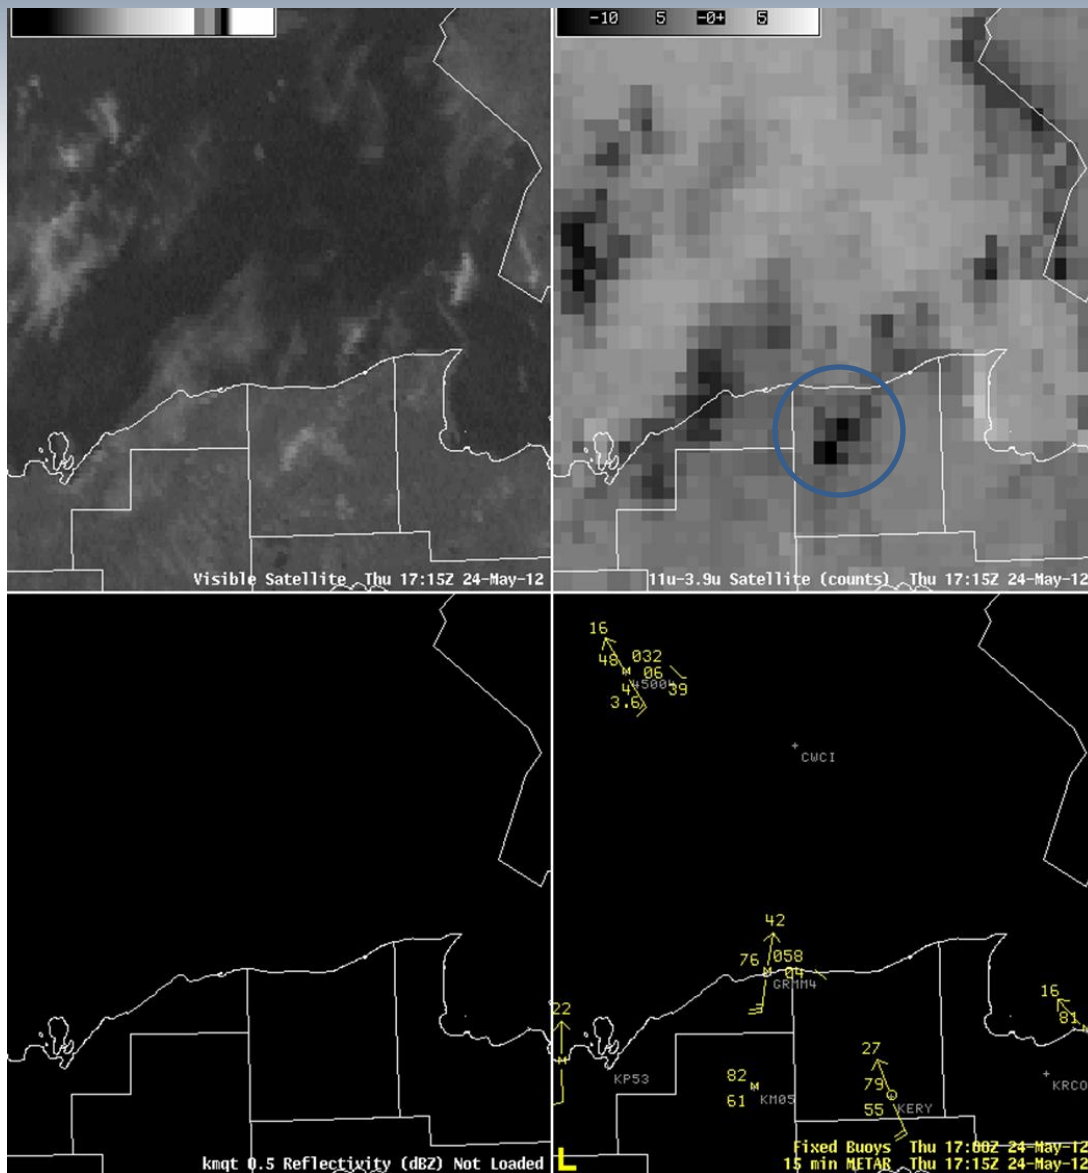 -10 5 -0+ 5
Visible Satellite Thu 17:15Z 24-May-12
11u-3.9u Satellite (counts) Thu 17:15Z 24-May-12
16
48 032
06
45004
39
3.6
CWCI
42
76 058
04
GRMM4
22
16
81
27
KP53
82
79
KRCO
61
KM05
55
KERY
kmqt 0.5 Reflectivity (dBZ) Not Loaded
L
Fixed Buoys Thu 17:00Z 24-May-12
15 min METAR Thu 17:15Z 24-May-12